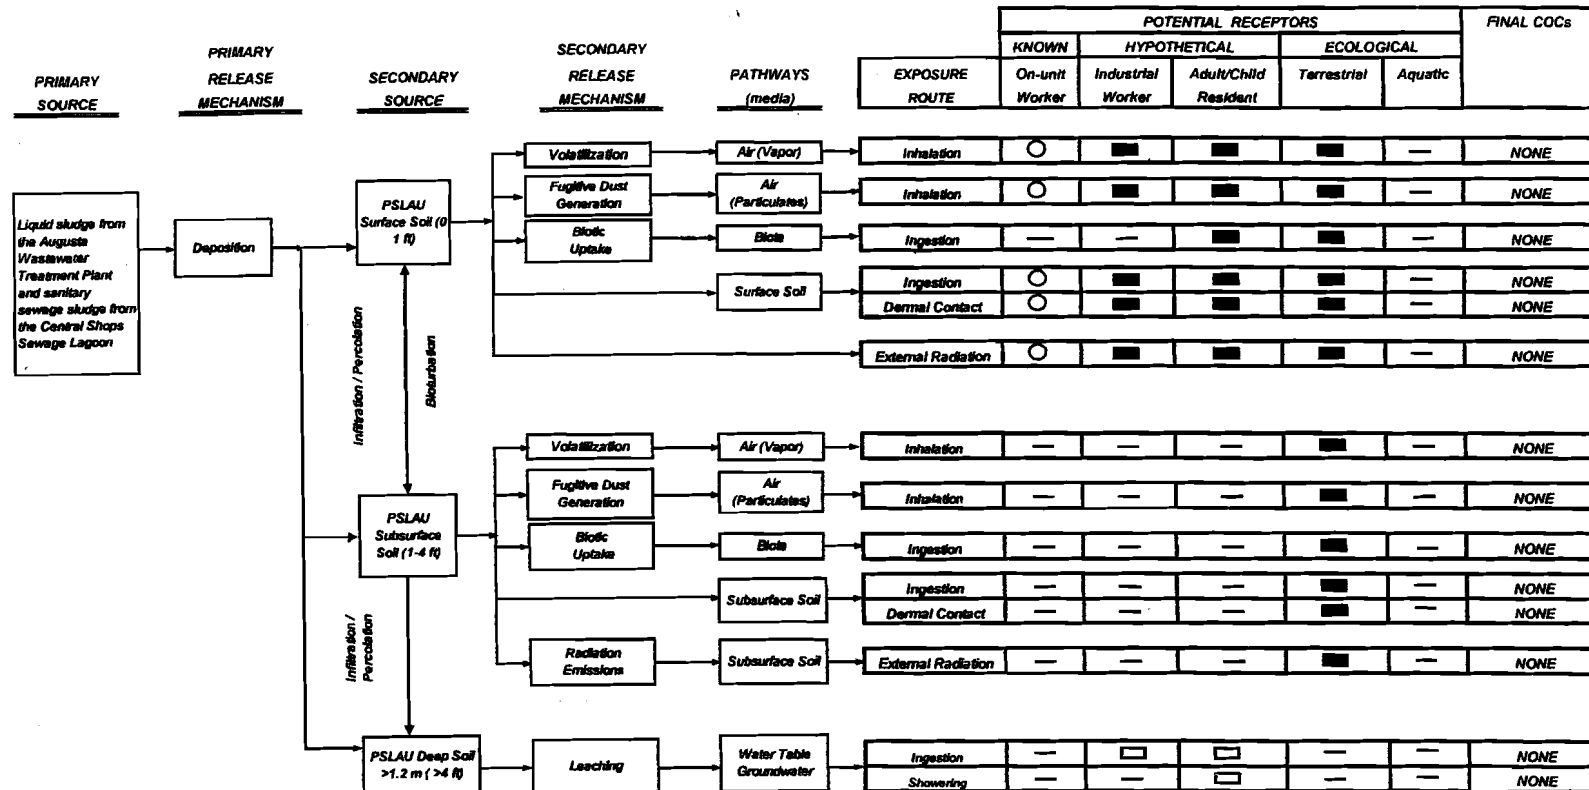 POTENTIAL RECEPTORS
FINAL COCs
KNOWN
HYPOTHETICAL
ECOLOGICAL
PRIMARY
SOURCE
PRIMARY
RELEASE
MECHANISM
SECONDARY
SOURCE
SECONDARY
RELEASE
MECHANISM
PATHWAYS
(media)
EXPOSURE
ROUTE
On-unit
Worker
Industrial
Worker
Adult/Child
Resident
Terrestrial
Aquatic
Liquid sludge from
the Augusta
Wastewater
Treatment Plant
and sanitary
sewage sludge from
the Central Shops
Sewage Lagoon
Deposition
PSLAU
Surface Soil (0
1 ft)
Volatilization
Air (Vapor)
Inhalation
— NONE
Fugitive Dust
Generation
Air
(Particulates)
Inhalation
— NONE
Biotic
Uptake
Biota
Ingestion
— — — NONE
Surface Soil
Ingestion
— NONE
Dermal Contact
— NONE
External Radiation
— NONE
Infiltration / Percolation
Bioturbation
PSLAU
Subsurface
Soil (1-4 ft)
Volatilization
Air (Vapor)
Inhalation
— — — — NONE
Fugitive Dust
Generation
Air
(Particulates)
Inhalation
— — — — NONE
Biotic
Uptake
Biota
Ingestion
— — — — NONE
Subsurface Soil
Ingestion
— — — — NONE
Dermal Contact
— — — — NONE
Radiation
Emissions
Subsurface Soil
External Radiation
— — — — NONE
Infiltration /
Percolation
PSLAU Deep Soil
>1.2 m ( >4 ft)
Leaching
Water Table
Groundwater
Ingestion
— — — NONE
Showering
— — — — NONE